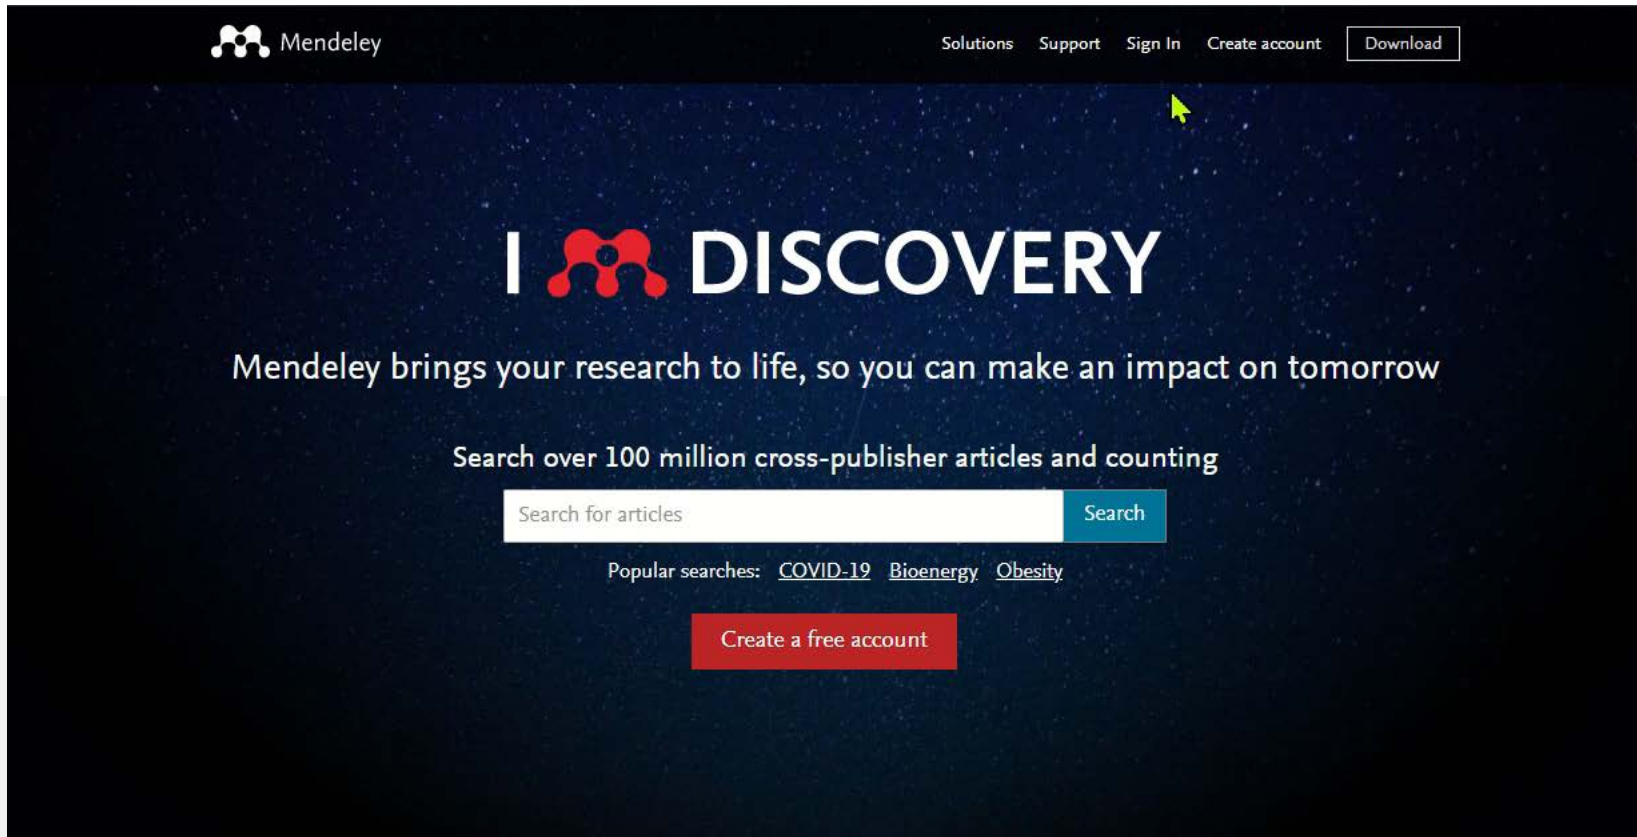 Mendeley
Solutions Support Sign In Create account Download
I DISCOVERY
Mendeley brings your research to life, so you can make an impact on tomorrow
Search over 100 million cross-publisher articles and counting
Search for articles Search
Popular searches: COVID-19 Bioenergy Obesity
Create a free account